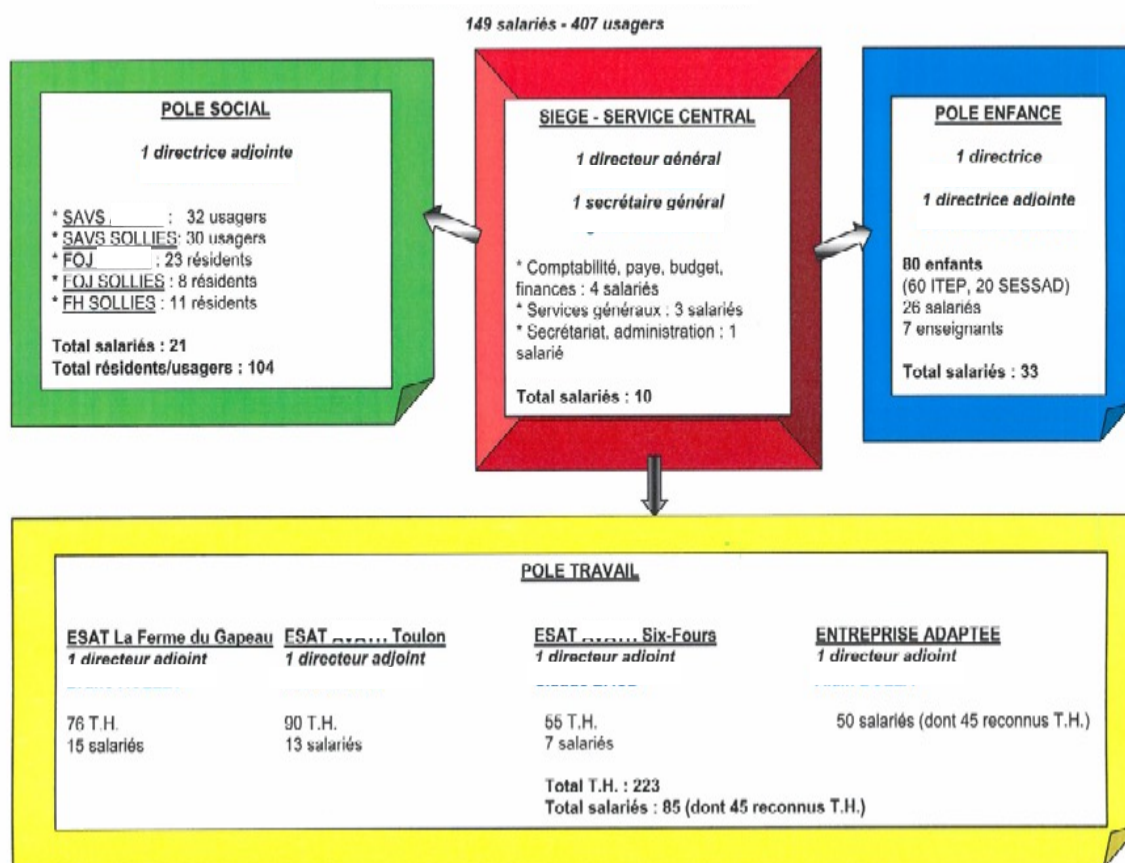 149 salariés - 407 usagers
POLE SOCIAL
1 directrice adjointe
* SAVS : 32 usagers
* SAVS SOLLIES: 30 usagers
* FOJ : 23 résidents
* FOJ SOLLIES : 8 résidents
* FH SOLLIES : 11 résidents
Total salariés : 21
Total résidents/usagers : 104
SIEGE - SERVICE CENTRAL
1 directeur général
1 secrétaire général
* Comptabilité, paye, budget,
finances : 4 salariés
* Services généraux : 3 salariés
* Secrétariat, administration : 1
salarié
Total salariés : 10
POLE ENFANCE
1 directrice
1 directrice adjointe
80 enfants
(60 ITEP, 20 SESSAD)
26 salariés
7 enseignants
Total salariés : 33
POLE TRAVAIL
ESAT La Ferme du Gapeau
1 directeur adjoint
76 T.H.
15 salariés
ESAT Toulon
1 directeur adjoint
90 T.H.
13 salariés
ESAT Six-Fours
1 directeur adjoint
55 T.H.
7 salariés
Total T.H. : 223
Total salariés : 85 (dont 45 reconnus T.H.)
ENTREPRISE ADAPTEE
1 directeur adjoint
50 salariés (dont 45 reconnus T.H.)